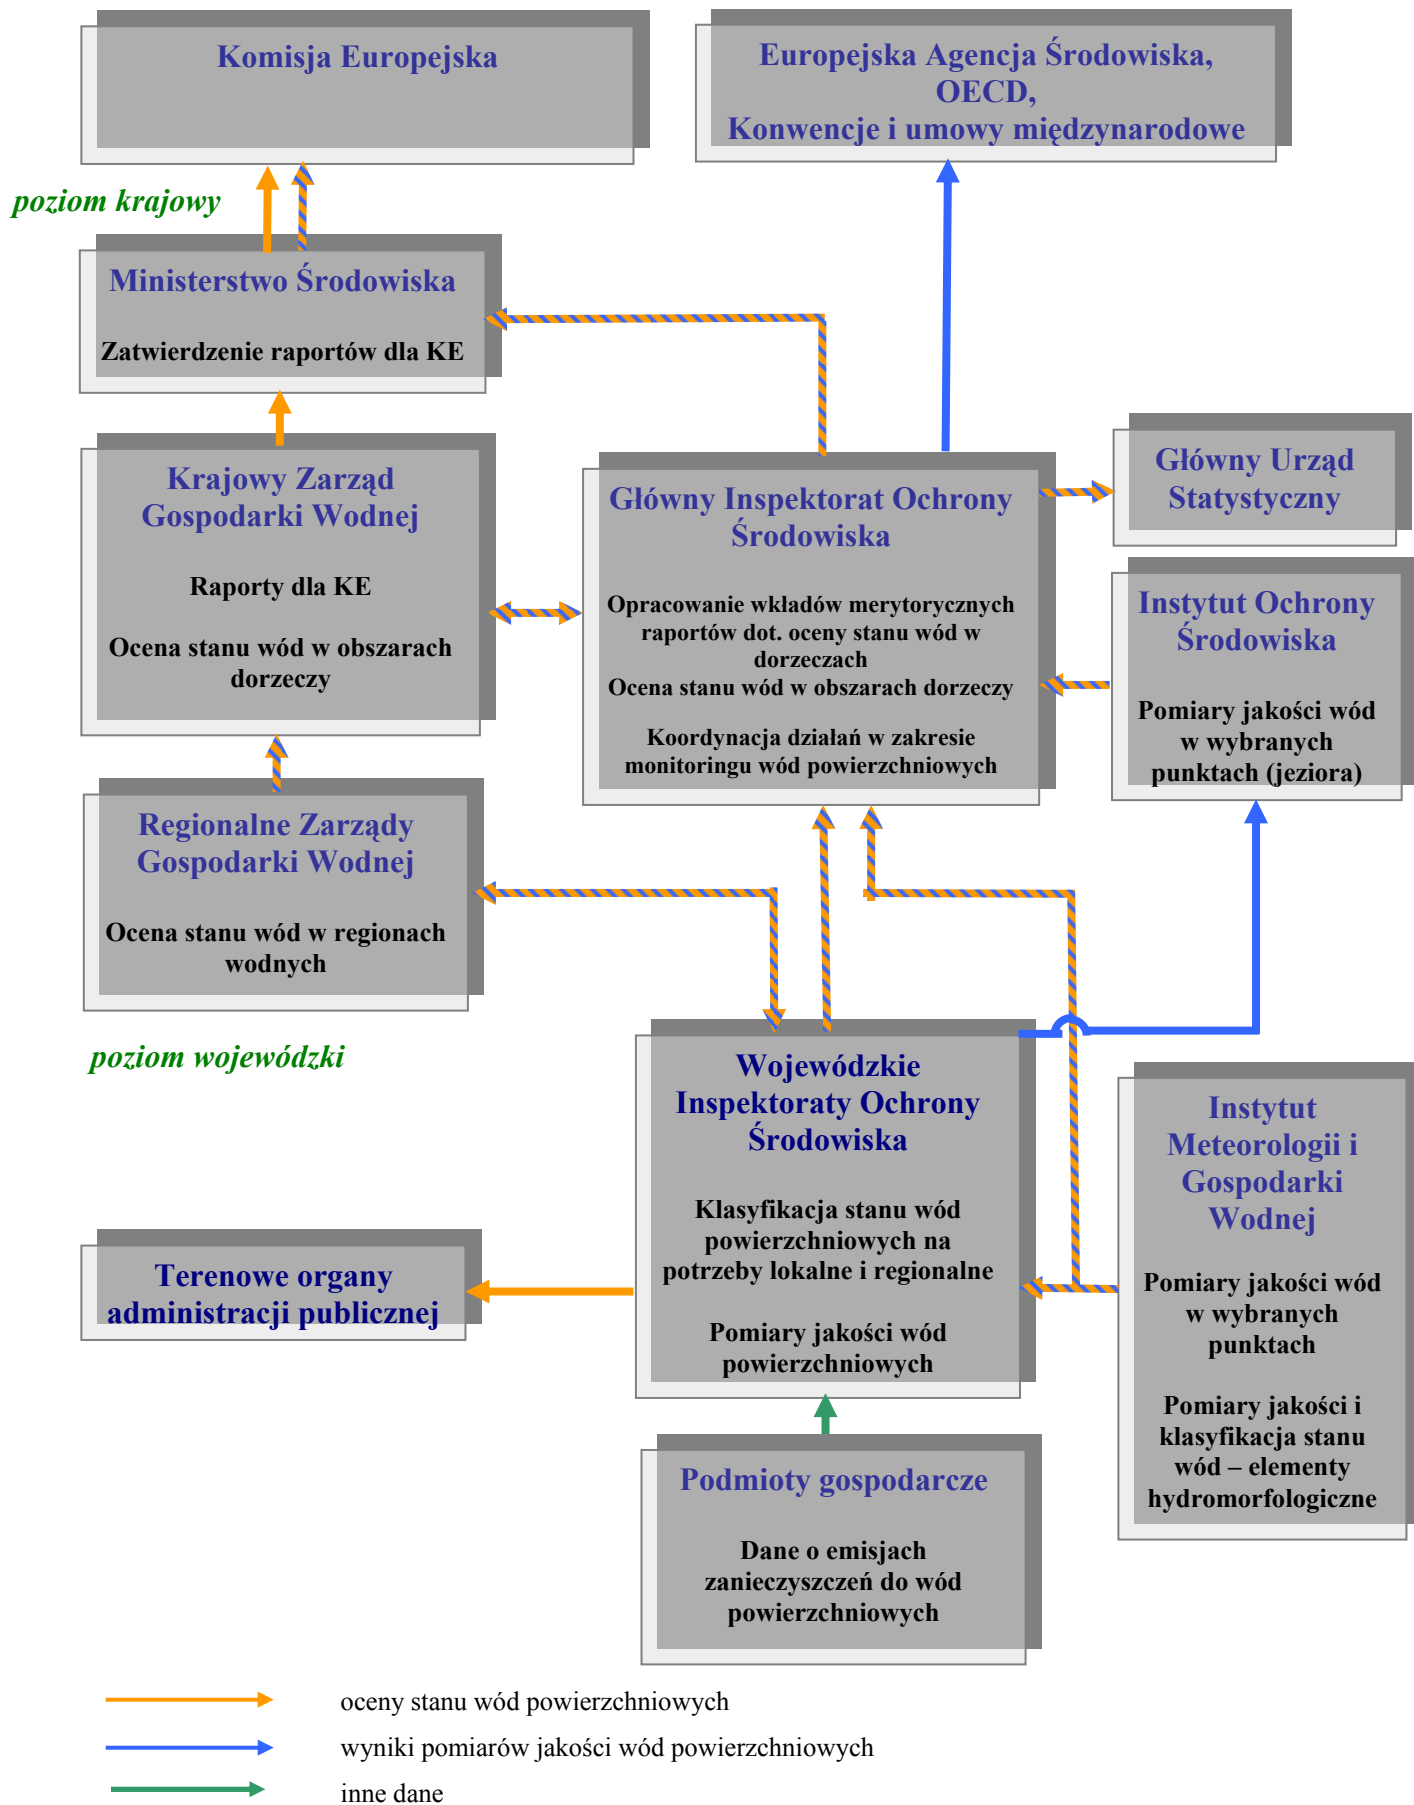 Komisja Europejska
Europejska Agencja Środowiska,
OECD,
Konwencje i umowy międzynarodowe
poziom krajowy
Ministerstwo Środowiska
Zatwierdzenie raportów dla KE
Krajowy Zarząd
Gospodarki Wodnej
Raporty dla KE
Ocena stanu wód w obszarach
dorzeczy
Główny Inspektorat Ochrony
Środowiska
Opracowanie wkładów merytorycznych
raportów dot. oceny stanu wód w
dorzeczach
Ocena stanu wód w obszarach dorzeczy
Koordynacja działań w zakresie
monitoringu wód powierzchniowych
Główny Urząd
Statystyczny
Instytut Ochrony
Środowiska
Pomiary jakości wód
w wybranych
punktach (jeziora)
Regionalne Zarządy
Gospodarki Wodnej
Ocena stanu wód w regionach
wodnych
poziom wojewódzki
Wojewódzkie
Inspektoraty Ochrony
Środowiska
Klasyfikacja stanu wód
powierzchniowych na
potrzeby lokalne i regionalne
Pomiary jakości wód
powierzchniowych
Instytut
Meteorologii i
Gospodarki
Wodnej
Pomiary jakości wód
w wybranych
punktach
Pomiary jakości i
klasyfikacja stanu
wód – elementy
hydromorfologiczne
Terenowe organy
administracji publicznej
Podmioty gospodarcze
Dane o emisjach
zanieczyszczeń do wód
powierzchniowych
oceny stanu wód powierzchniowych
wyniki pomiarów jakości wód powierzchniowych
inne dane